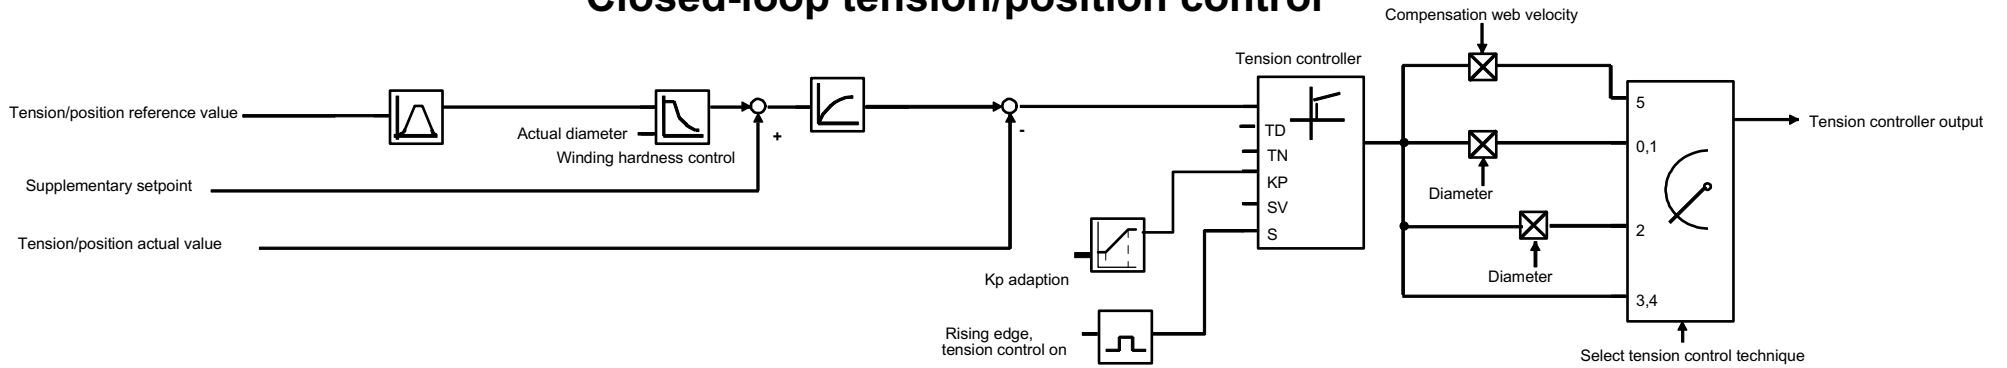 Closed-loop tension/position control
Compensation web velocity
Tension controller
Tension/position reference value
Actual diameter
Winding hardness control
+
-
Supplementary setpoint
Tension/position actual value
TD
TN
KP
SV
S
Kp adaption
Rising edge,
tension control on
5
0,1
Diameter
2
Diameter
3,4
Tension controller output
Select tension control technique